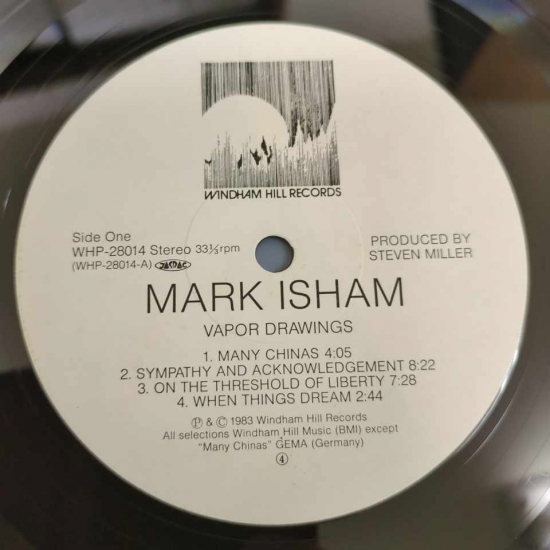 WINDHAM HILL RECORDS
Side One
WHP-28014 Stereo 33⅓rpm
(WHP-28014-A) JASRAC
PRODUCED BY
STEVEN MILLER
MARK ISHAM
VAPOR DRAWINGS
1. MANY CHINAS 4:05
2. SYMPATHY AND ACKNOWLEDGEMENT 8:22
3. ON THE THRESHOLD OF LIBERTY 7:28
4. WHEN THINGS DREAM 2:44
℗ & © 1983 Windham Hill Records
All selections Windham Hill Music (BMI) except
"Many Chinas" GEMA (Germany)
④